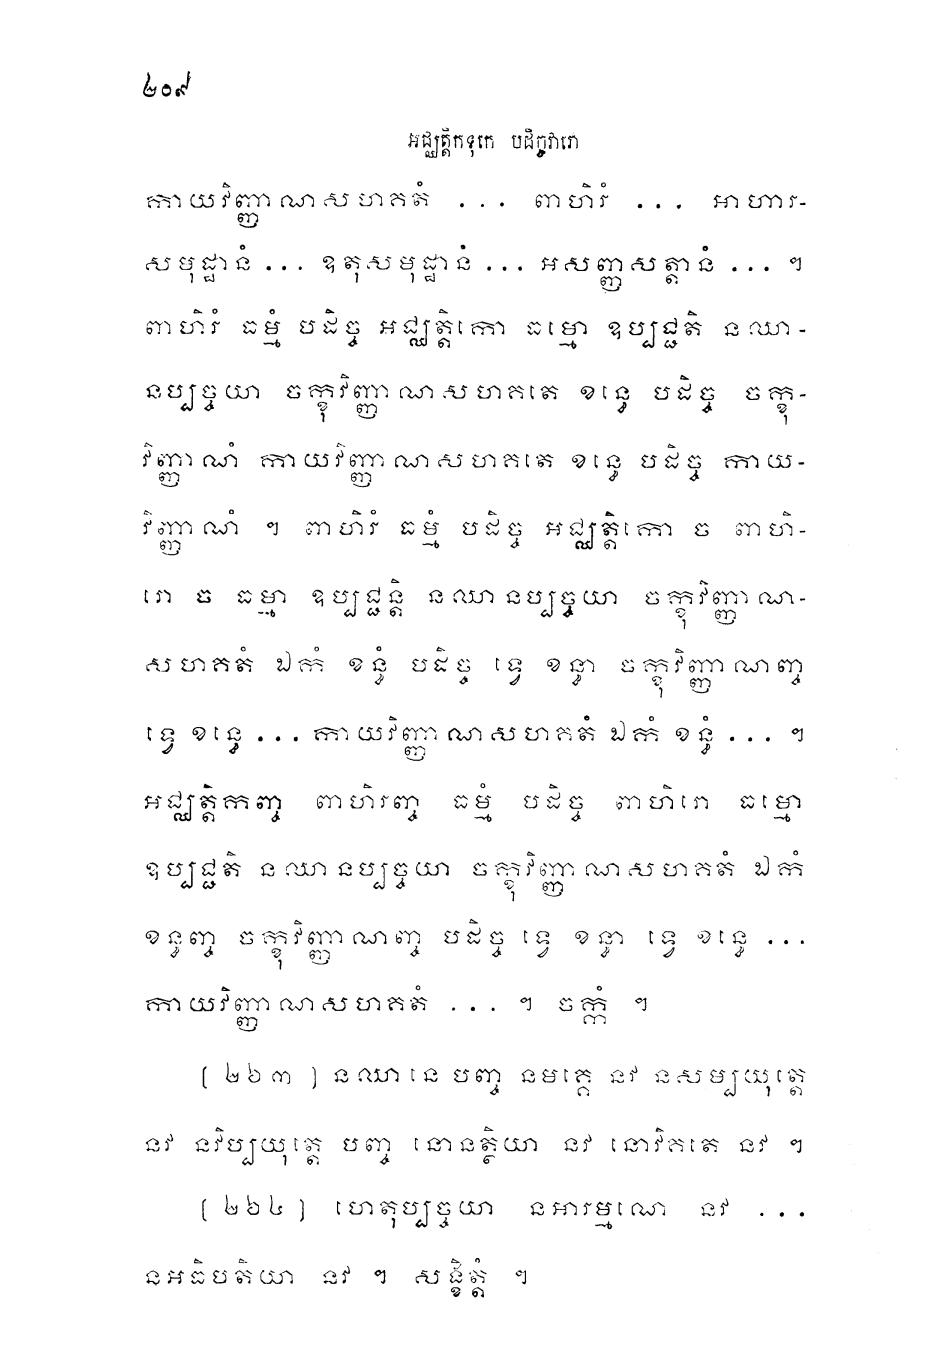 ២០៩
អជ្ឈត្តិកទុកេ បដិច្ចវារោ
កាយវិញ្ញាណសហគតំ ... ពាហិរំ ... អាហារ-
សមុដ្ឋានំ ... ឧតុសមុដ្ឋានំ ... អសញ្ញសត្តានំ ... ។
ពាហិរំ ធម្មំ បដិច្ច អជ្ឈត្តិកោ ធម្មោ ឧប្បជ្ជតិ នឈា-
នប្បច្ចយា ចក្ខុវិញ្ញាណសហគតេ ខន្ធេ បដិច្ច ចក្ខុ-
វិញ្ញាណំ កាយវិញ្ញាណសហគតេ ខន្ធេ បដិច្ច កាយ-
វិញ្ញាណំ ។ ពាហិរំ ធម្មំ បដិច្ច អជ្ឈត្តិកោ ច ពាហិ-
រោ ច ធម្មា ឧប្បជ្ជន្តិ នឈានប្បច្ចយា ចក្ខុវិញ្ញាណ-
សហគតំ ឯកំ ខន្ធំ បដិច្ច ទ្វេ ខន្ធា ចក្ខុវិញ្ញាណញ្ច
ទ្វេ ខន្ធេ ... កាយវិញ្ញាណសហគតំ ឯកំ ខន្ធំ ... ។
អជ្ឈត្តិកញ្ច ពាហិរញ្ច ធម្មំ បដិច្ច ពាហិរោ ធម្មោ
ឧប្បជ្ជតិ នឈានប្បច្ចយា ចក្ខុវិញ្ញាណសហគតំ ឯកំ
ខន្ធញ្ច ចក្ខុវិញ្ញាណញ្ច បដិច្ច ទ្វេ ខន្ធា ទ្វេ ខន្ធេ ...
កាយវិញ្ញាណសហគតំ ... ។ ចក្កំ ។
[ ២៦៣ ] នឈានេ បញ្ច នមគ្គេ នវ នសម្បយុត្តេ
នវ នវិប្បយុត្តេ បញ្ច នោនត្ថិយា នវ នោវិគតេ នវ ។
[ ២៦៤ ] ហេតុប្បច្ចយា នអារម្មណេ នវ ...
នអធិបតិយា នវ ។ សង្ខិត្តំ ។